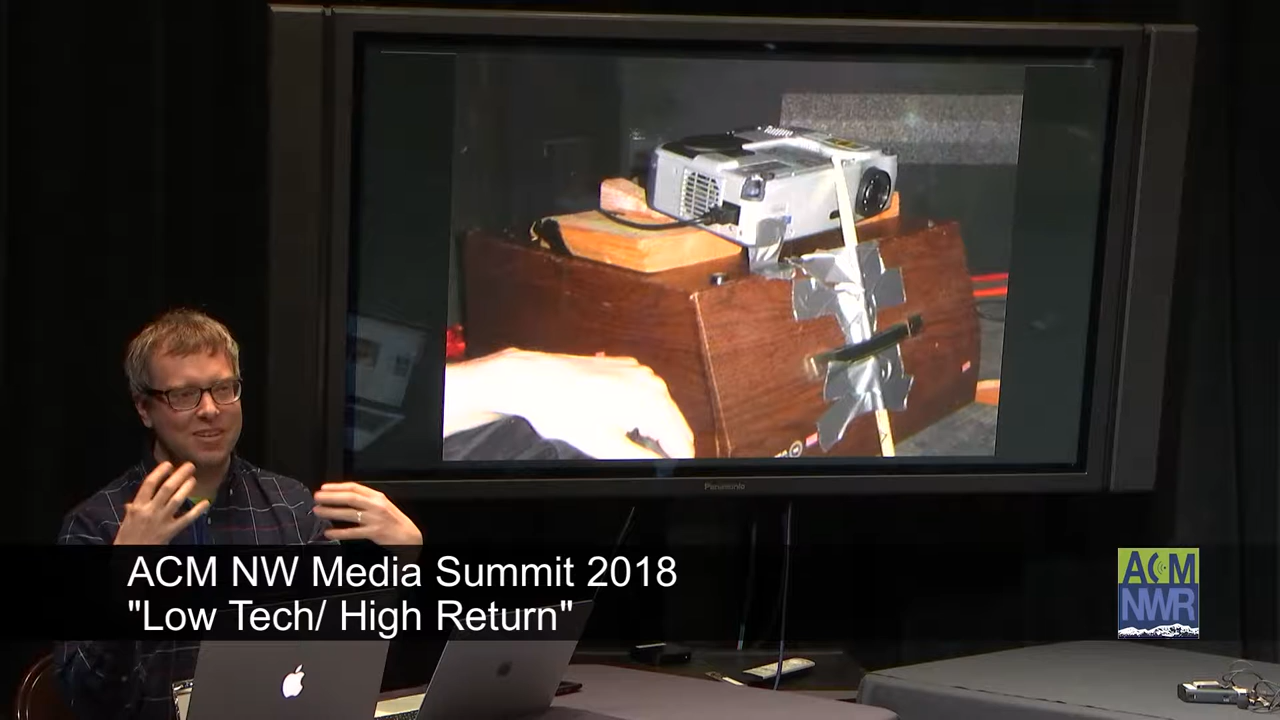 Panasonic
ACM NW Media Summit 2018
"Low Tech/ High Return"
ACM
NWR